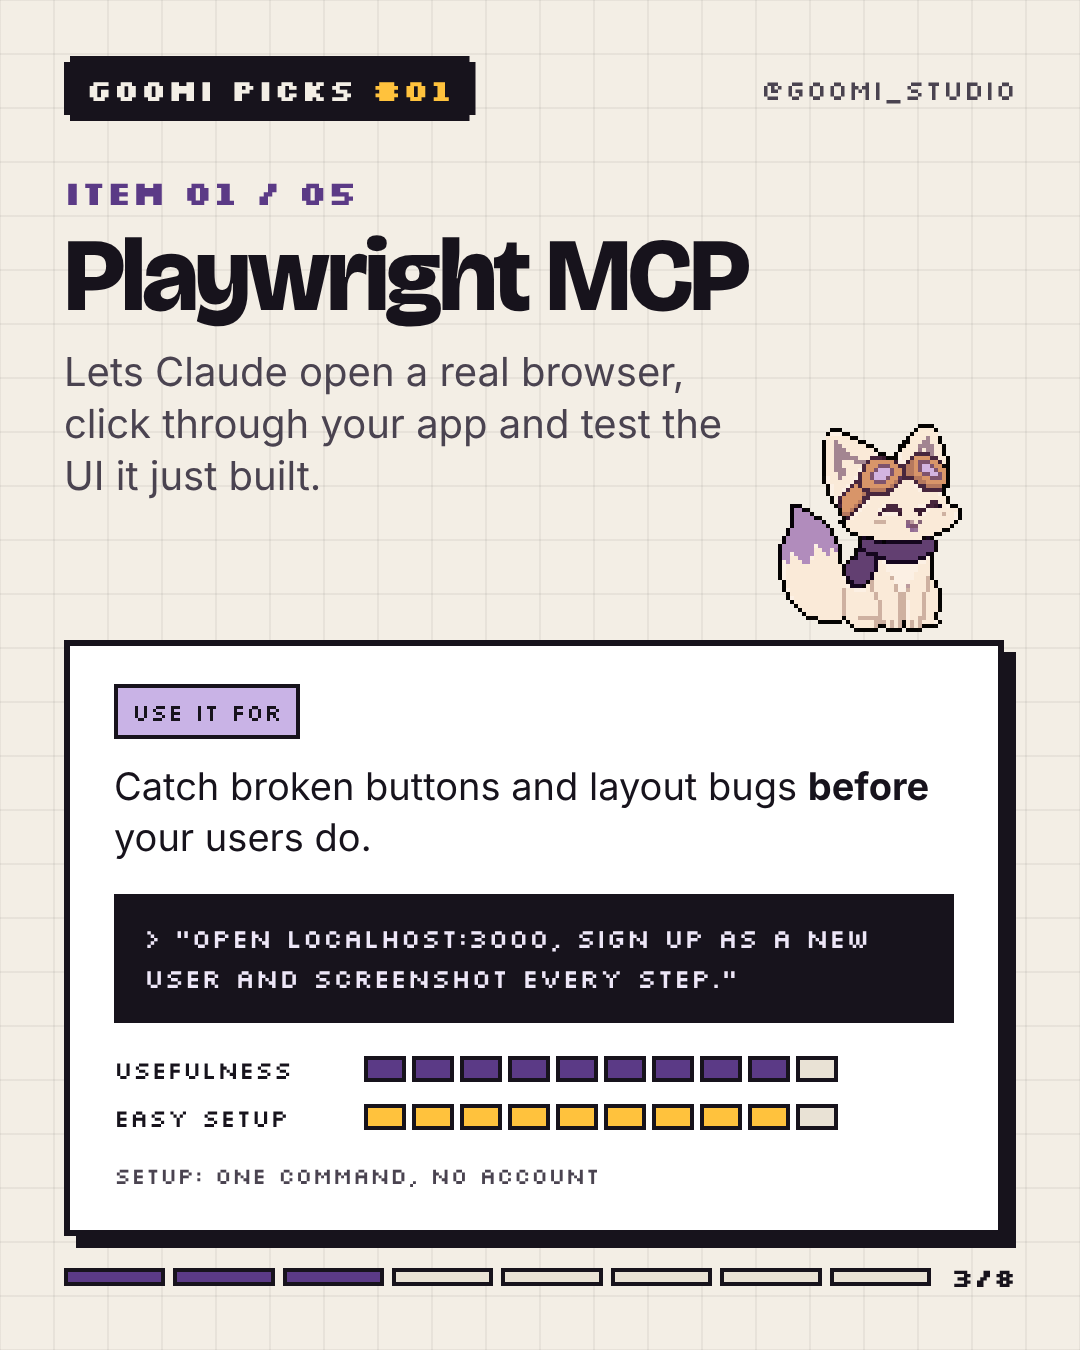 GOOMI PICKS #01
@GOOMI_STUDIO
ITEM 01 / 05
Playwright MCP
Lets Claude open a real browser,
click through your app and test the
UI it just built.
USE IT FOR
Catch broken buttons and layout bugs before
your users do.
> "OPEN LOCALHOST:3000, SIGN UP AS A NEW
USER AND SCREENSHOT EVERY STEP."
USEFULNESS
EASY SETUP
SETUP: ONE COMMAND, NO ACCOUNT
3/8